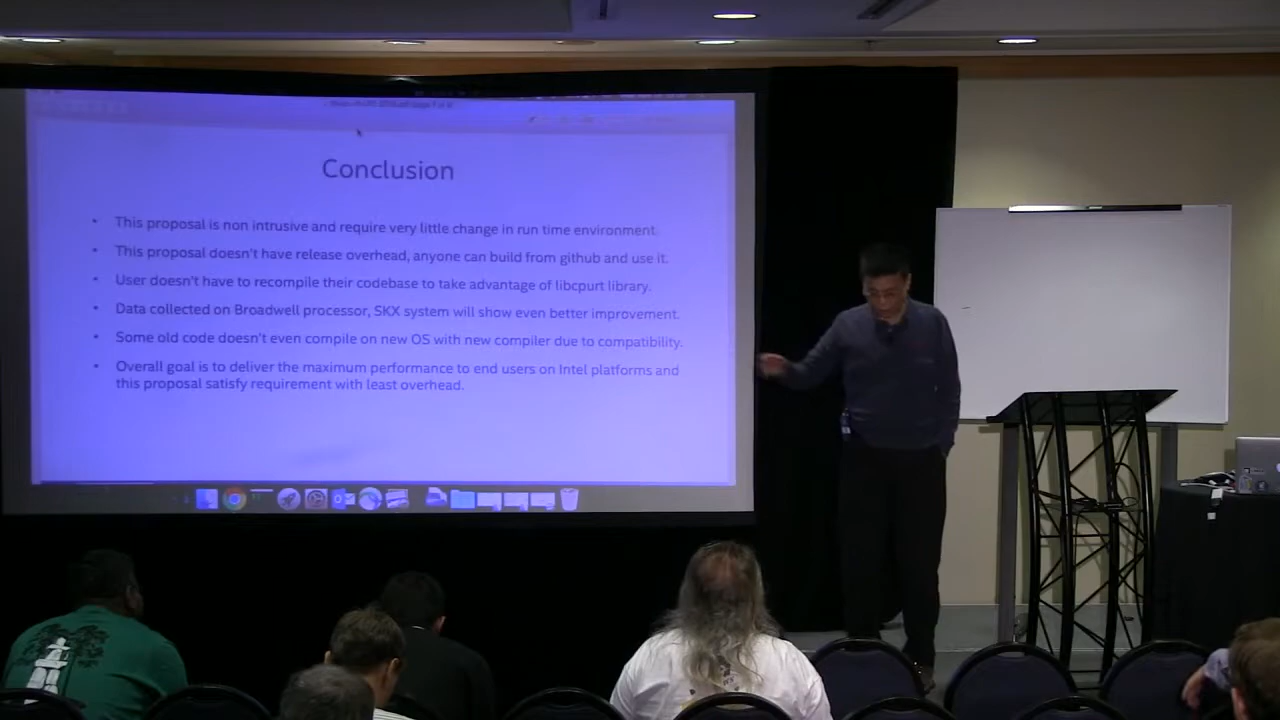 Conclusion
• This proposal is non intrusive and require very little change in run time environment.
• This proposal doesn't have release overhead, anyone can build from github and use it.
• User doesn't have to recompile their codebase to take advantage of libcpurt library.
• Data collected on Broadwell processor, SKX system will show even better improvement.
• Some old code doesn't even compile on new OS with new compiler due to compatibility.
• Overall goal is to deliver the maximum performance to end users on Intel platforms and
this proposal satisfy requirement with least overhead.